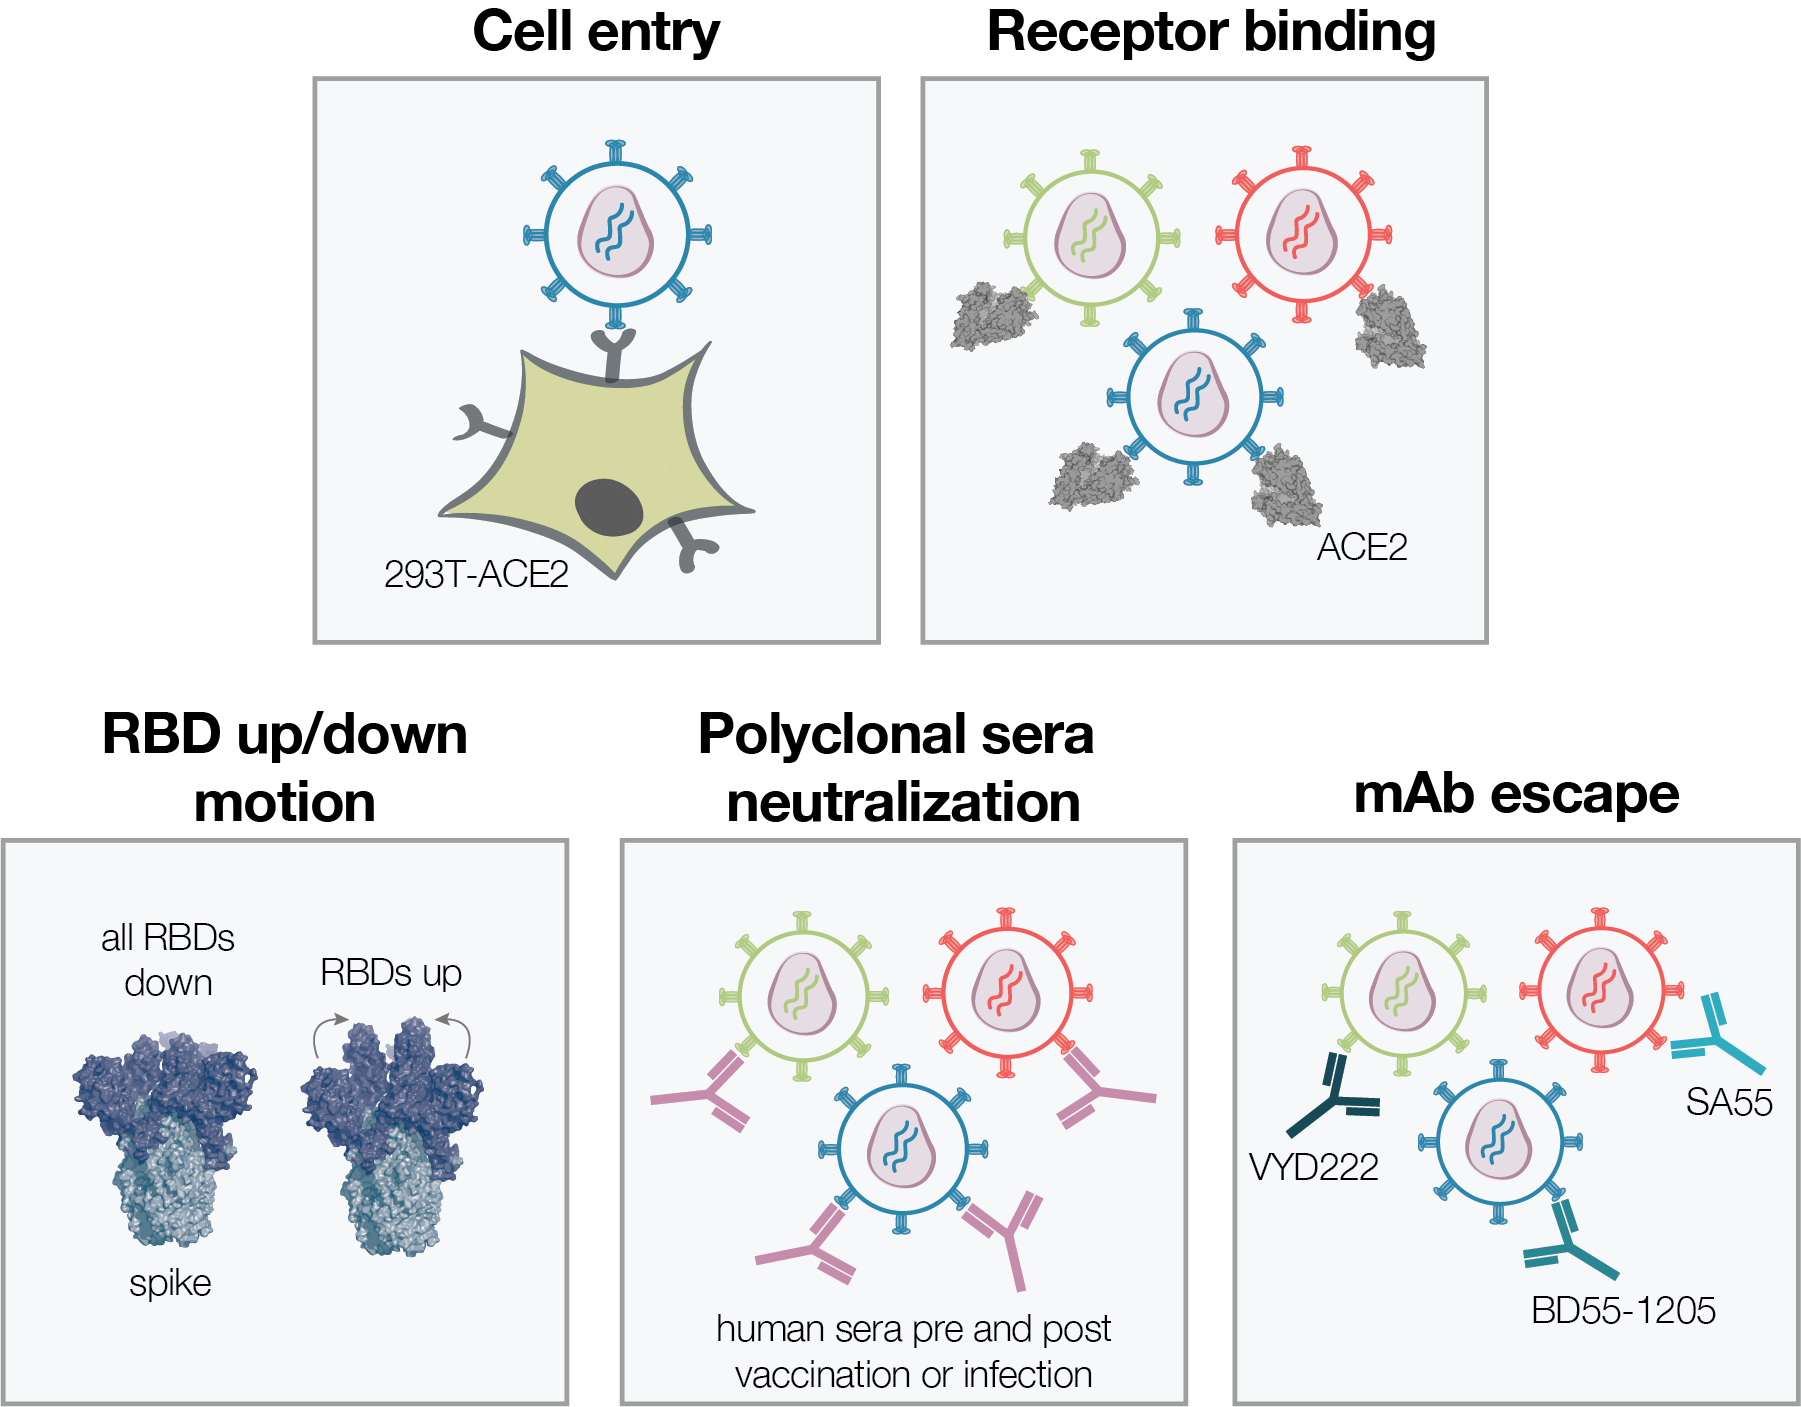 Cell entry
Receptor binding
293T-ACE2
ACE2
RBD up/down
motion
Polyclonal sera
neutralization
mAb escape
all RBDs
down
RBDs up
spike
human sera pre and post
vaccination or infection
VYD222
SA55
BD55-1205